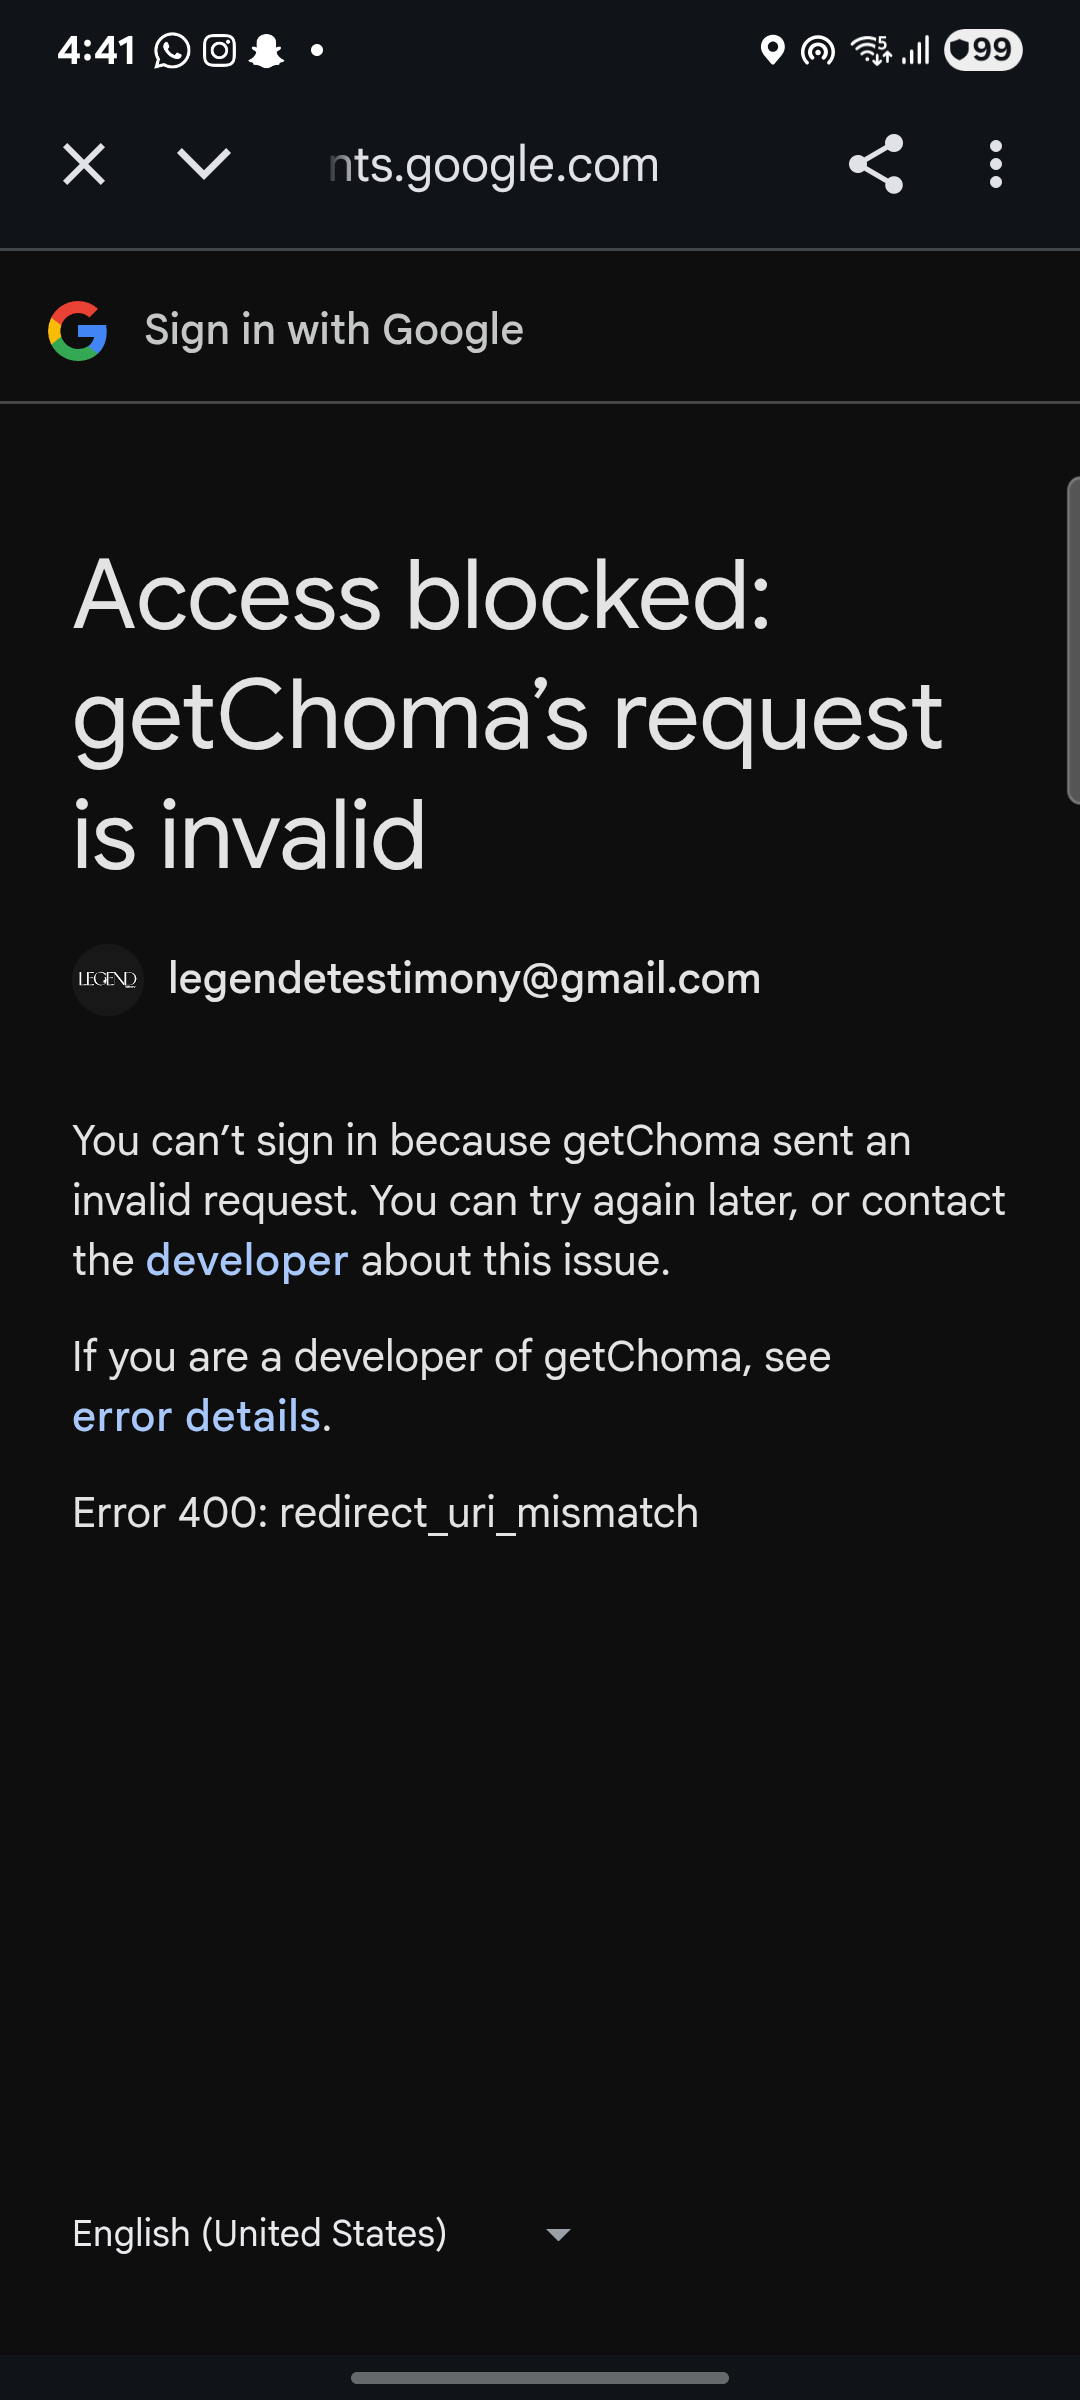 4:41
5
99
nts.google.com
Sign in with Google
Access blocked:
getChoma’s request
is invalid
LEGEND
legendetestimony@gmail.com
You can’t sign in because getChoma sent an
invalid request. You can try again later, or contact
the developer about this issue.
If you are a developer of getChoma, see
error details.
Error 400: redirect_uri_mismatch
English (United States)